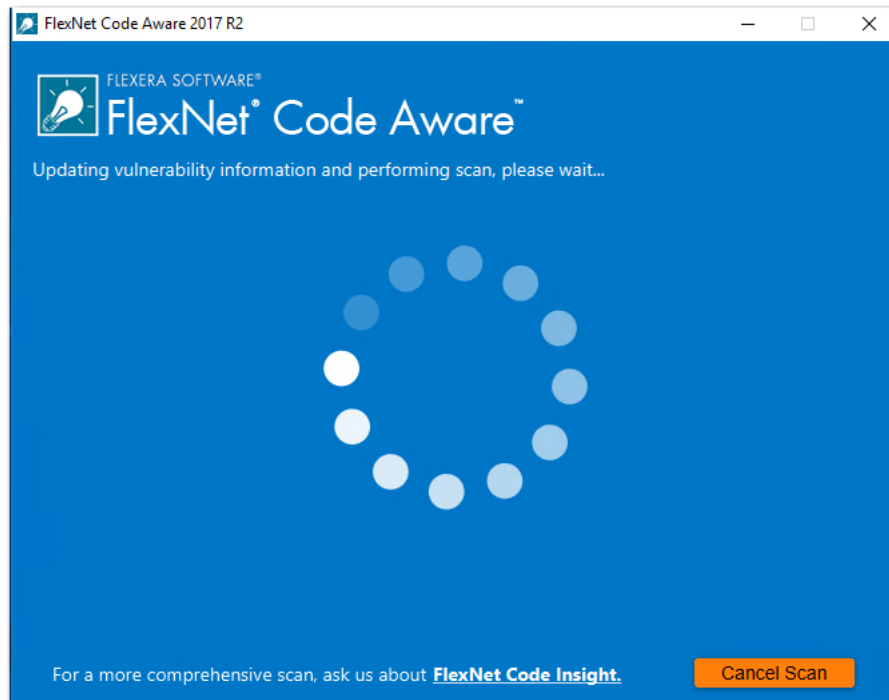 FlexNet Code Aware 2017 R2
FLEXERA SOFTWARE®
FlexNet® Code Aware™
Updating vulnerability information and performing scan, please wait...
For a more comprehensive scan, ask us about FlexNet Code Insight.
Cancel Scan